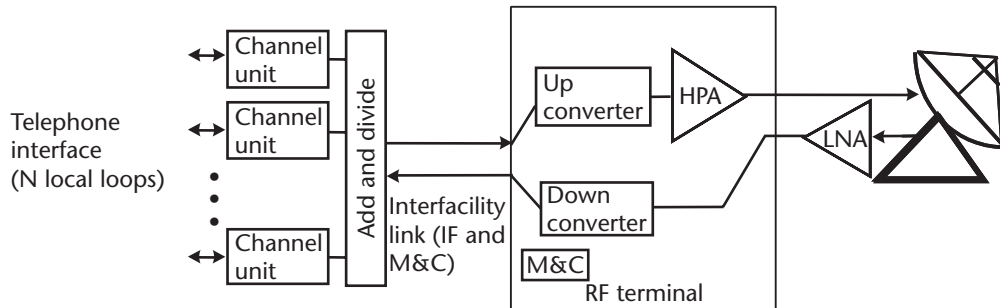 Telephone
interface
(N local loops)
Channel
unit
Channel
unit
Channel
unit
Add and divide
Interfacility
link (IF and
M&C)
Up
converter
HPA
LNA
Down
converter
M&C
RF terminal